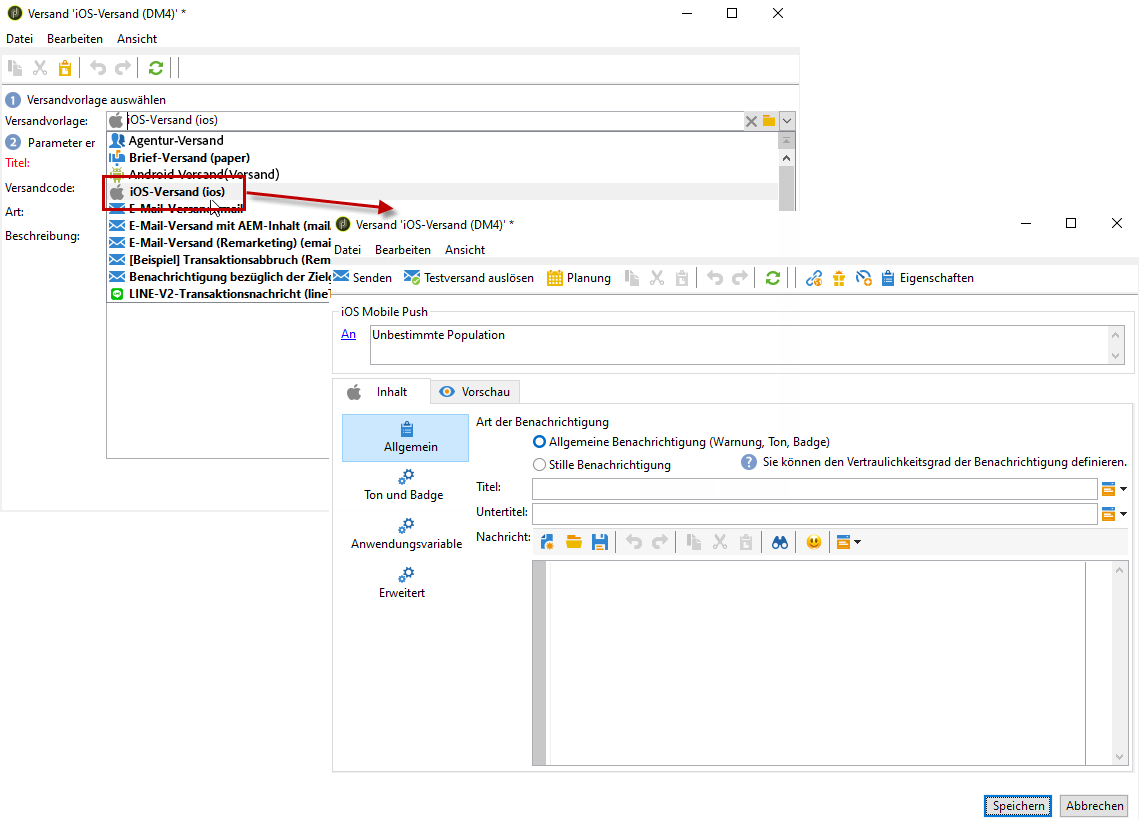 Versand 'iOS-Versand (DM4)' *
Datei Bearbeiten Ansicht
1 Versandvorlage auswählen
Versandvorlage: iOS-Versand (ios)
2 Parameter er
Titel:
Versandcode:
Art:
Beschreibung:
Agentur-Versand
Brief-Versand (paper)
Android-Versand(Versand)
iOS-Versand (ios)
E-Mail-Versand(email
E-Mail-Versand mit AEM-Inhalt (mail
E-Mail-Versand (Remarketing) (emai
[Beispiel] Transaktionsabbruch (Rem
Benachrichtigung bezüglich der Ziele
LINE-V2-Transaktionsnachricht (lineT
Versand 'iOS-Versand (DM4)' *
Datei Bearbeiten Ansicht
Senden Testversand auslösen Planung Eigenschaften
iOS Mobile Push
An Unbestimmte Population
Inhalt Vorschau
Allgemein
Ton und Badge
Anwendungsvariable
Erweitert
Art der Benachrichtigung
Allgemeine Benachrichtigung (Warnung, Ton, Badge)
Stille Benachrichtigung ? Sie können den Vertraulichkeitsgrad der Benachrichtigung definieren.
Titel:
Untertitel:
Nachricht:
Speichern Abbrechen